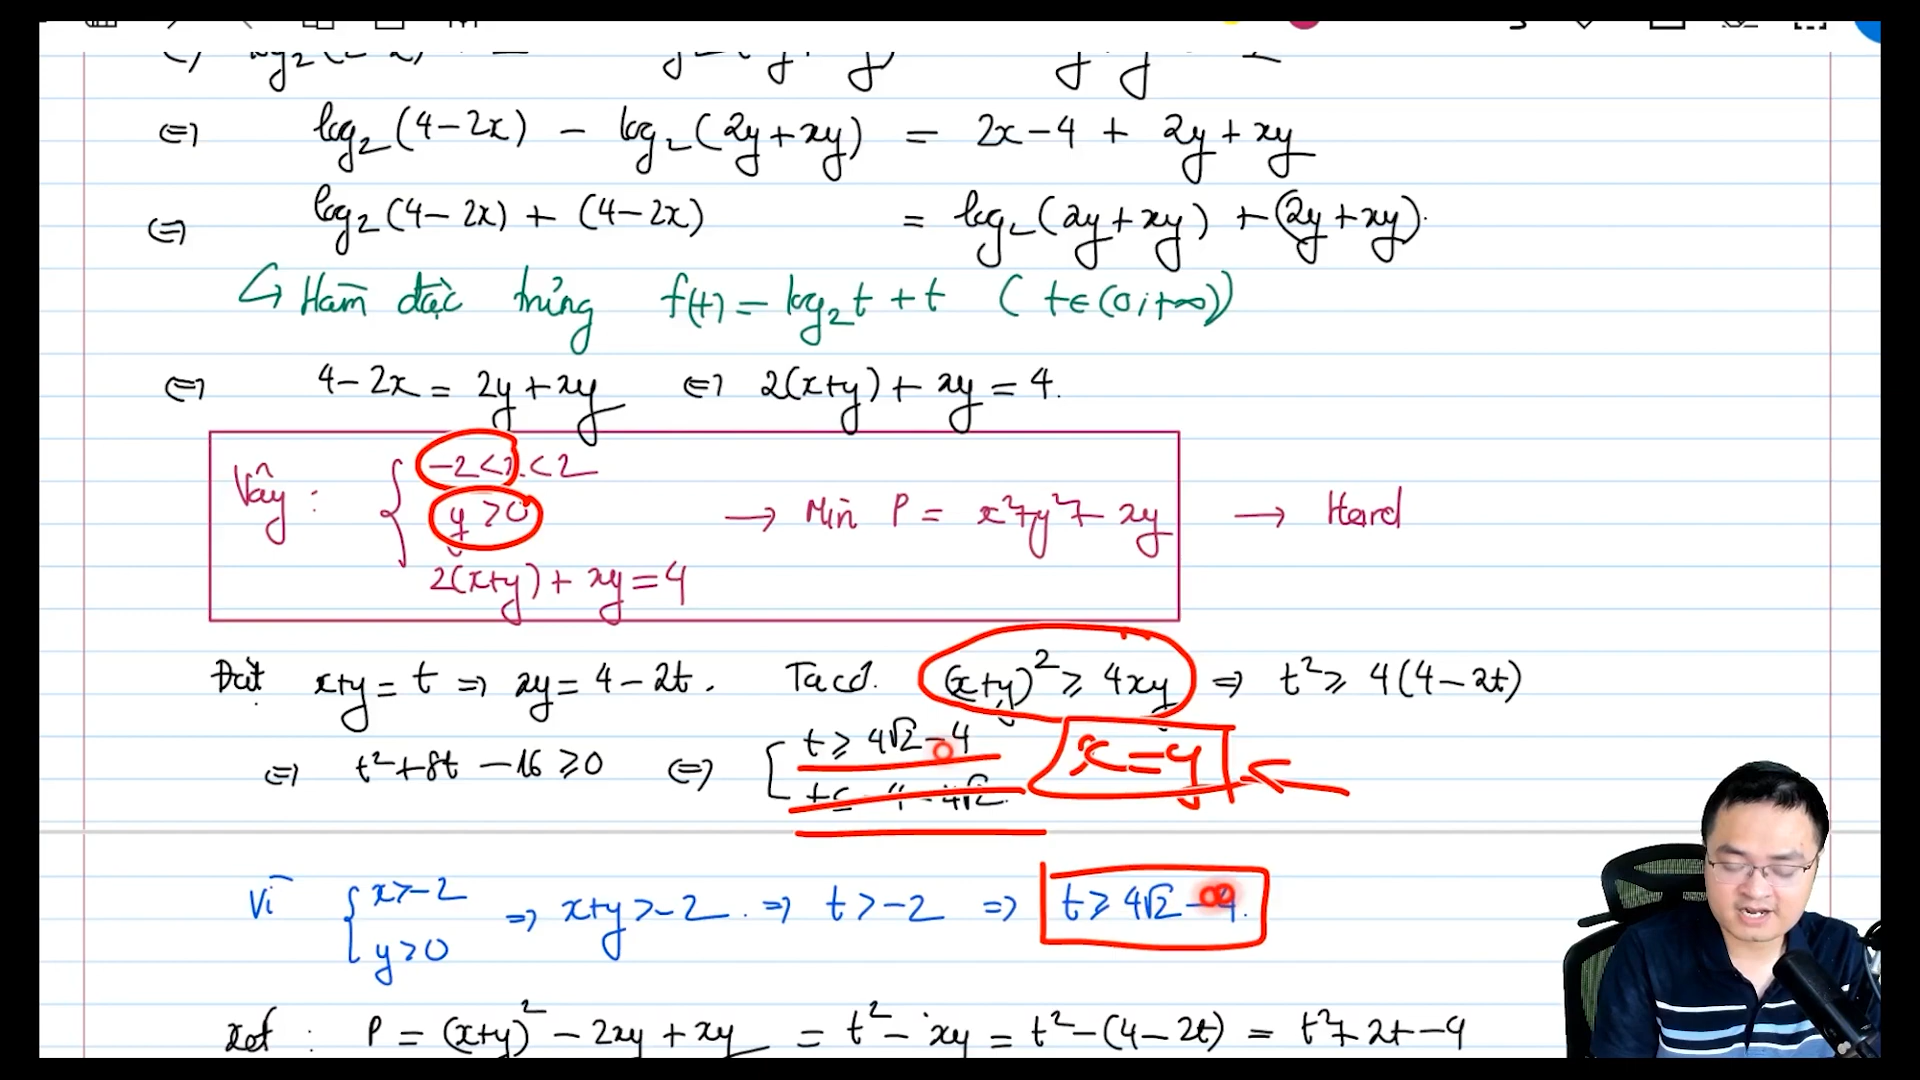 ⇔ log₂(4-2x) - log₂(2y+xy) = 2x-4 + 2y+xy
⇔ log₂(4-2x) + (4-2x) = log₂(2y+xy) + (2y+xy).
↪ Hàm đặc trưng f(t) = log₂t + t (t∈(0;+∞))
⇔ 4-2x = 2y+xy ⇔ 2(x+y) + xy = 4.
Vậy: { -2 < x < 2
y > 0 → Min P = x²+y²+xy → Hard
2(x+y) + xy = 4
Đặt x+y = t ⇒ xy = 4-2t. Ta có. (x+y)² ≥ 4xy ⇒ t² ≥ 4(4-2t)
⇔ t²+8t-16 ≥ 0 ⇔ [ t ≥ 4√2-4 x=y
t ≤ -4-4√2.
Vì { x>-2
y>0 ⇒ x+y>-2. ⇒ t>-2 ⇒ t ≥ 4√2-4.
Xét: P = (x+y)² - 2xy + xy = t² - xy = t² - (4-2t) = t²+2t-4